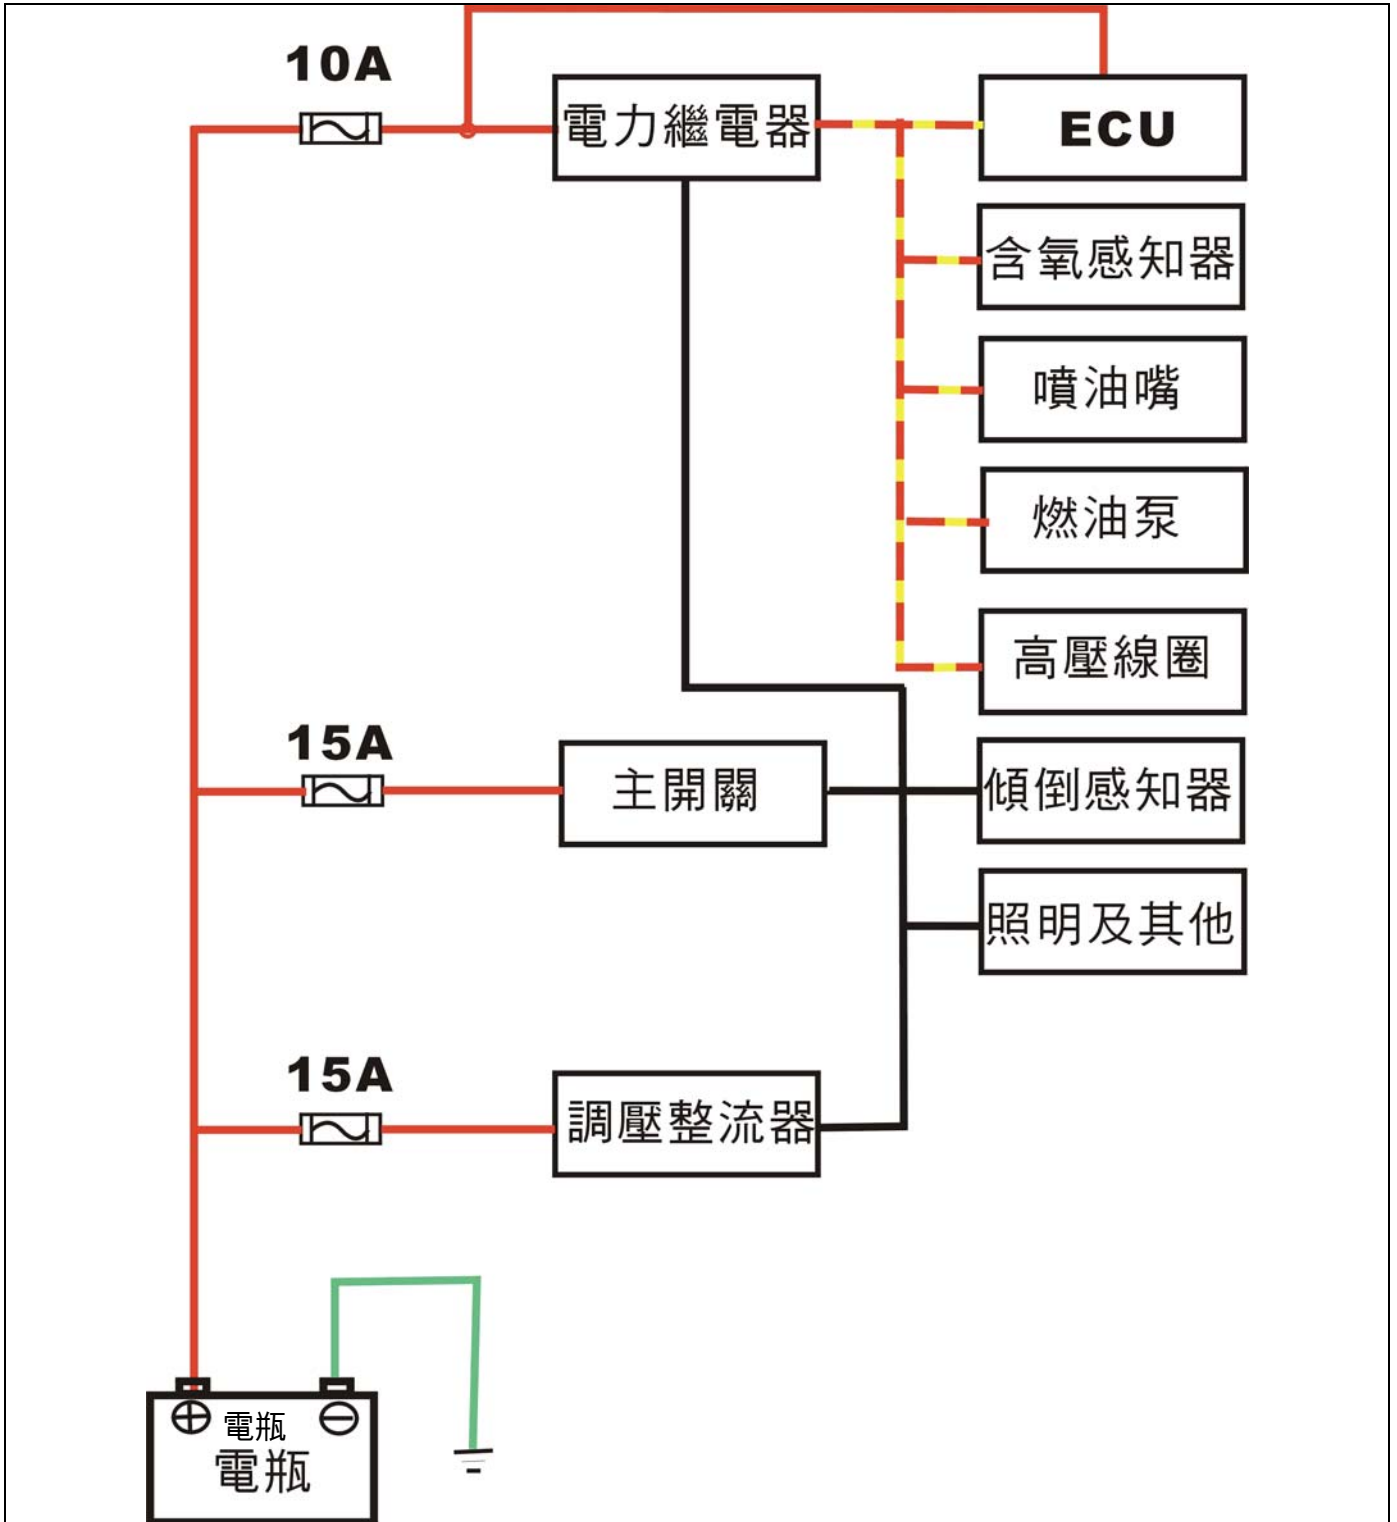 10A
電力繼電器
ECU
含氧感知器
噴油嘴
燃油泵
高壓線圈
15A
主開關
傾倒感知器
照明及其他
15A
調壓整流器
電瓶
電瓶